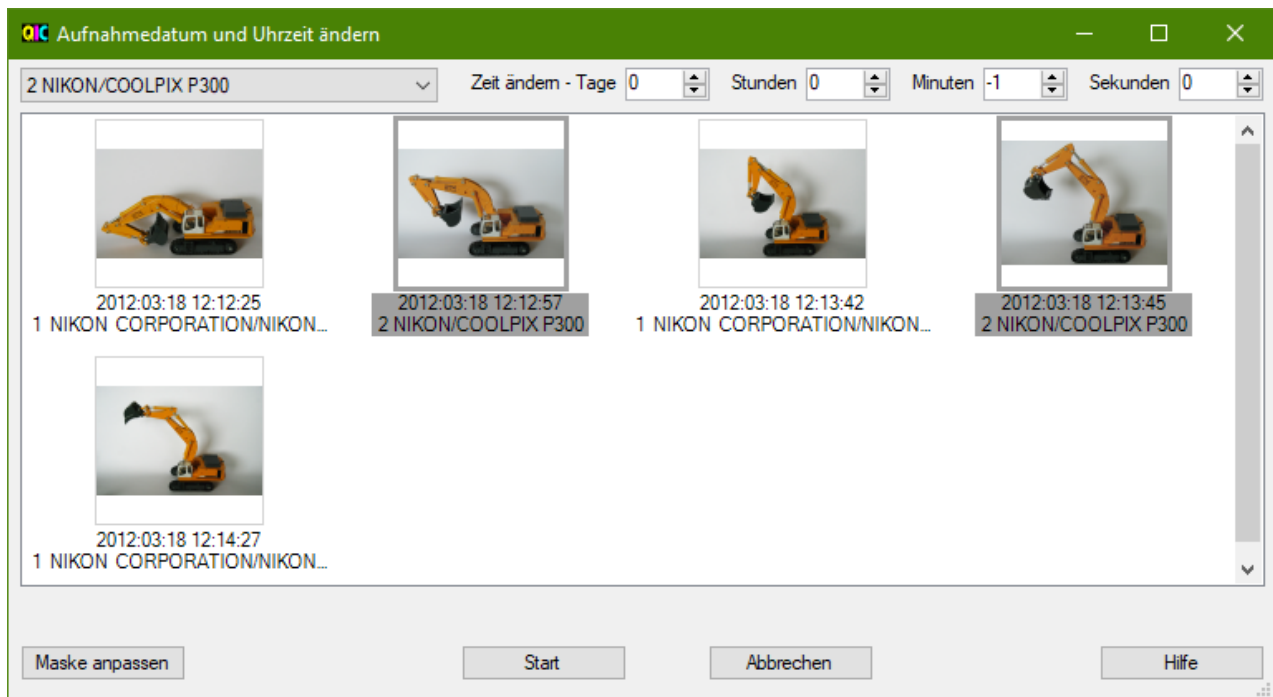 QIC Aufnahmedatum und Uhrzeit ändern
2 NIKON/COOLPIX P300 Zeit ändern - Tage 0 Stunden 0 Minuten -1 Sekunden 0
2012:03:18 12:12:25 2012:03:18 12:12:57 2012:03:18 12:13:42 2012:03:18 12:13:45
1 NIKON CORPORATION/NIKON... 2 NIKON/COOLPIX P300 1 NIKON CORPORATION/NIKON... 2 NIKON/COOLPIX P300
2012:03:18 12:14:27
1 NIKON CORPORATION/NIKON...
Maske anpassen Start Abbrechen Hilfe